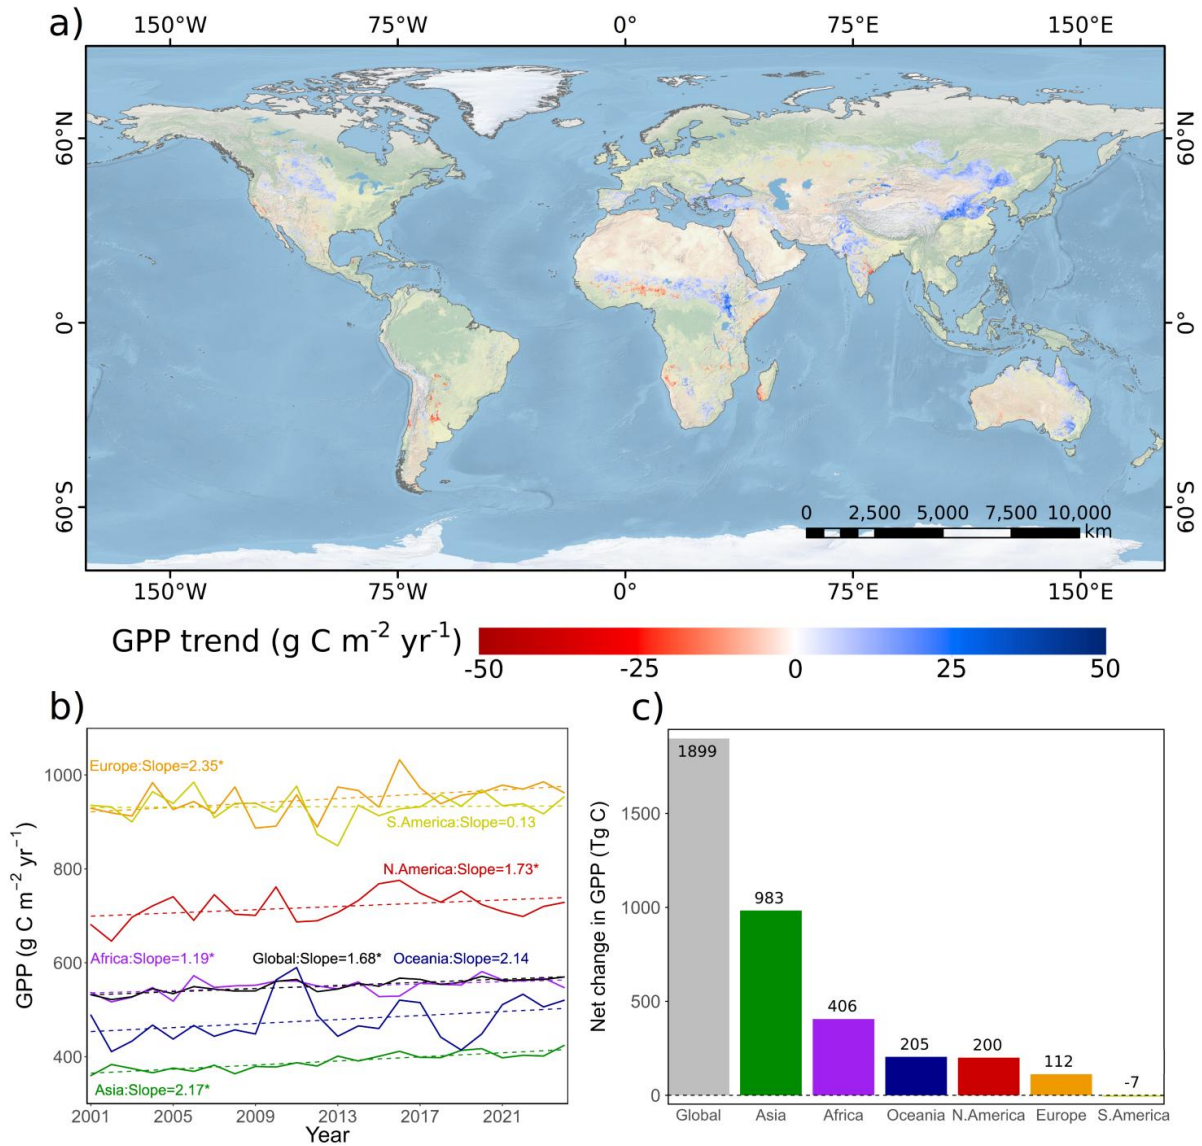 a)
150°W 75°W 0° 75°E 150°E
60°N 60°N
0° 0°
60°S 60°S
0 2,500 5,000 7,500 10,000
km
150°W 75°W 0° 75°E 150°E
GPP trend (g C m⁻² yr⁻¹)
-50 -25 0 25 50
b)
GPP (g C m⁻² yr⁻¹)
1000
800
600
400
Europe:Slope=2.35*
S.America:Slope=0.13
N.America:Slope=1.73*
Africa:Slope=1.19* Global:Slope=1.68* Oceania:Slope=2.14
Asia:Slope=2.17*
2001 2005 2009 2013 2017 2021
Year
c)
Net change in GPP (Tg C)
1500
1000
500
0
1899
983
406
205
200
112
-7
Global Asia Africa Oceania N.America Europe S.America